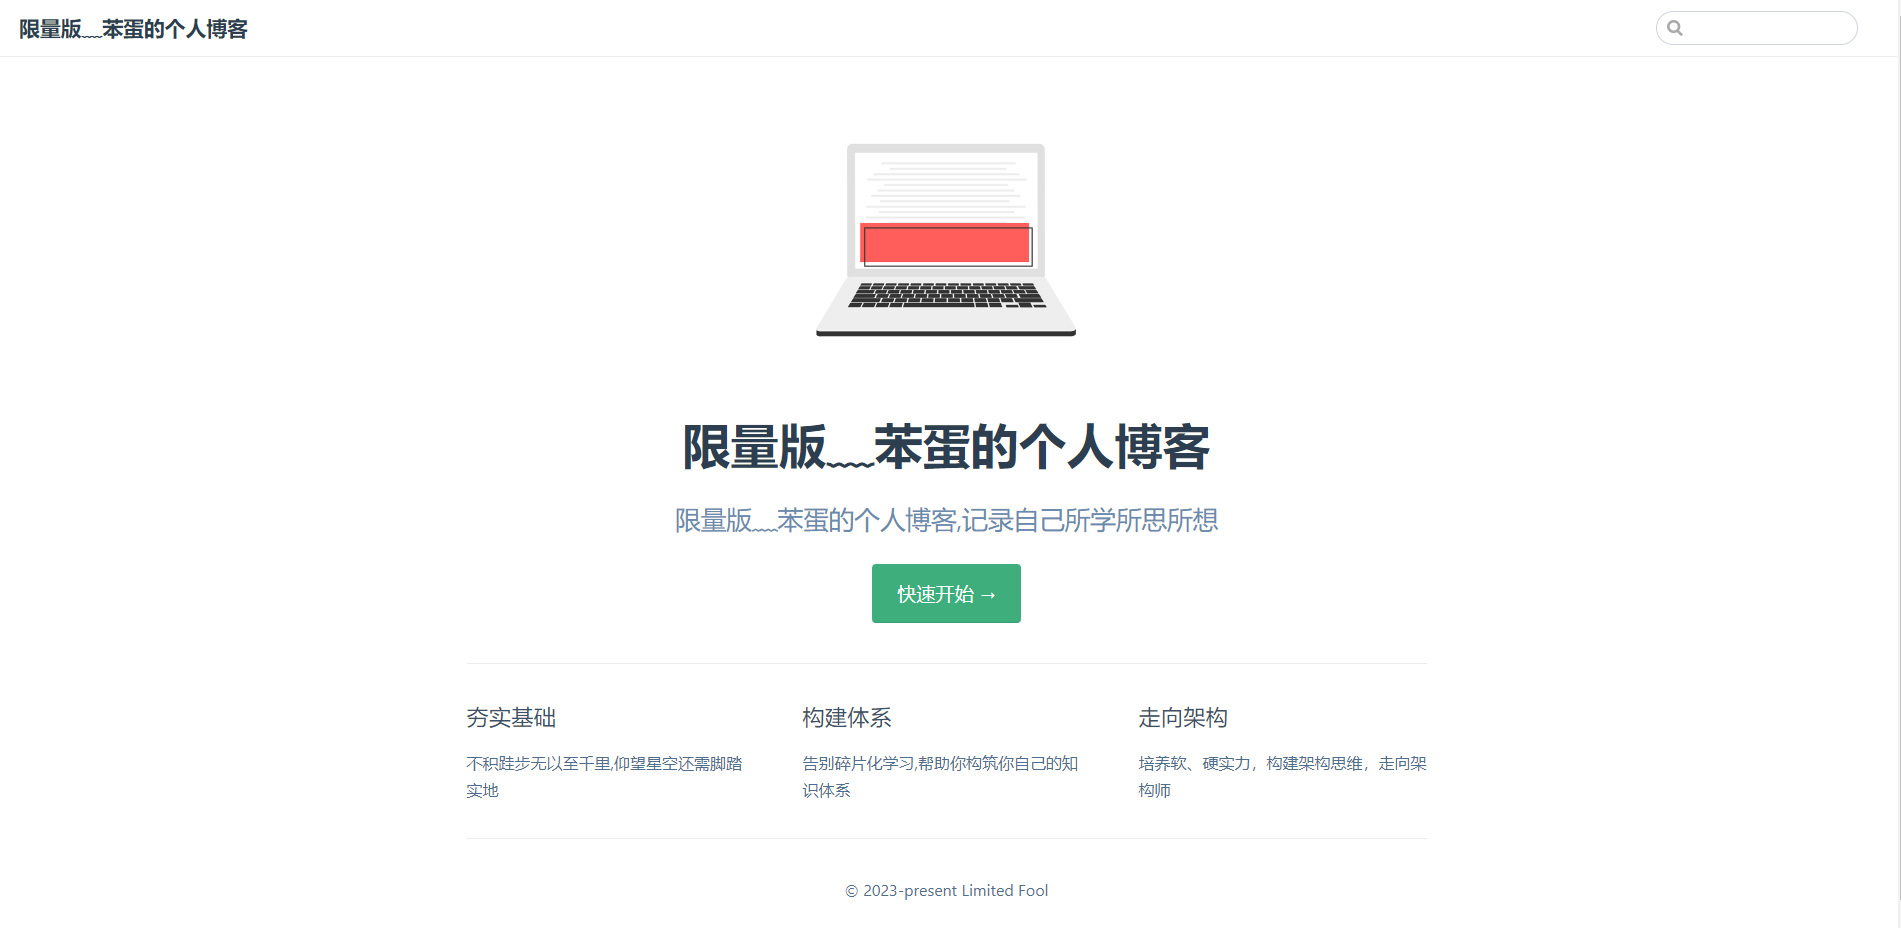 限量版﹏苯蛋的个人博客
限量版﹏苯蛋的个人博客
限量版﹏苯蛋的个人博客,记录自己所学所思所想
快速开始 →
夯实基础
不积跬步无以至千里,仰望星空还需脚踏
实地
构建体系
告别碎片化学习,帮助你构筑你自己的知
识体系
走向架构
培养软、硬实力，构建架构思维，走向架
构师
© 2023-present Limited Fool